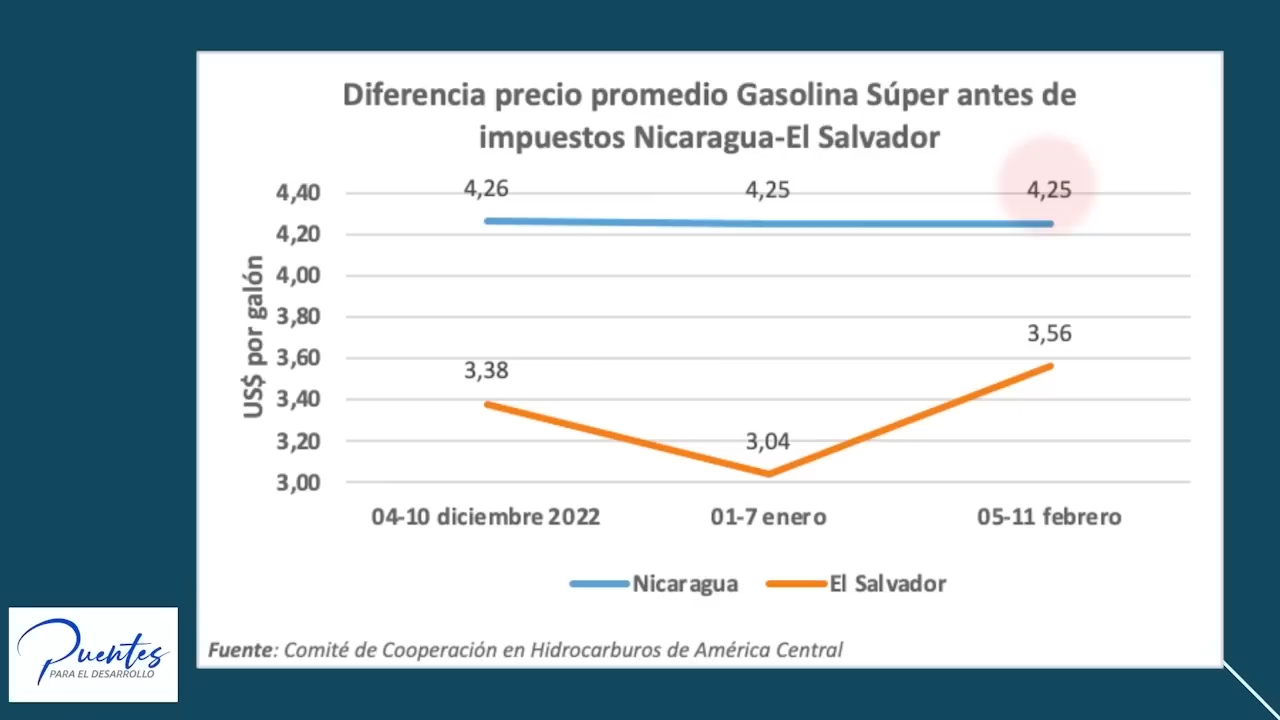 Diferencia precio promedio Gasolina Súper antes de
impuestos Nicaragua-El Salvador
US$ por galón
4,40
4,20
4,00
3,80
3,60
3,40
3,20
3,00
4,26
4,25
4,25
3,38
3,04
3,56
04-10 diciembre 2022
01-7 enero
05-11 febrero
Nicaragua
El Salvador
Fuente: Comité de Cooperación en Hidrocarburos de América Central
Puentes
PARA EL DESARROLLO